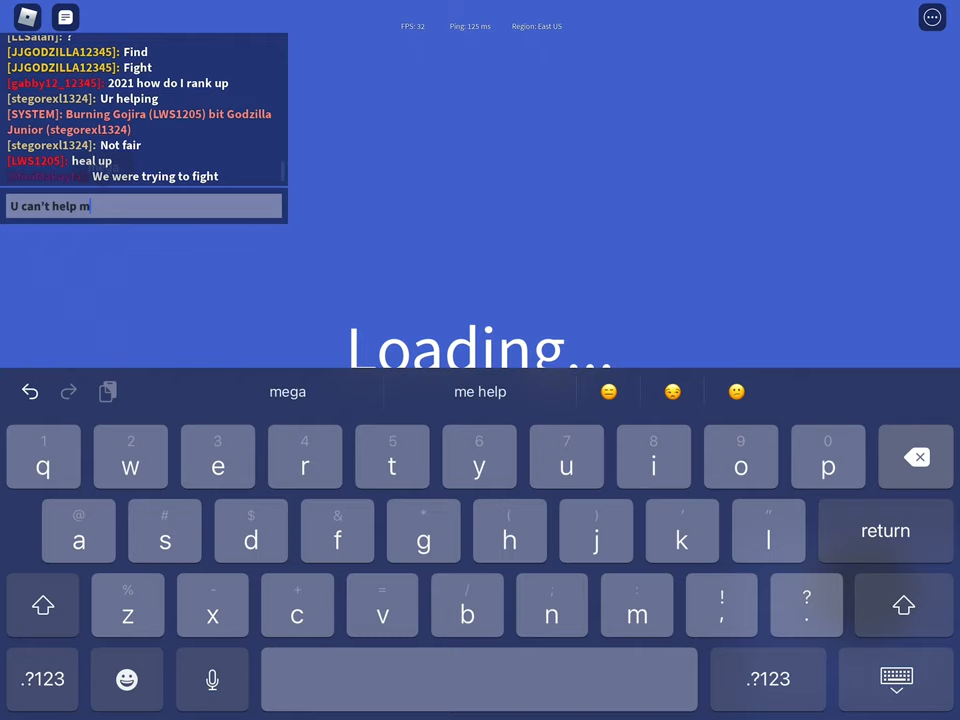 FPS: 32 Ping: 125 ms Region: East US
[LLSalan]: ?
[JJGODZILLA12345]: Find
[JJGODZILLA12345]: Fight
[gabby12_12345]: 2021 how do I rank up
[stegorexl1324]: Ur helping
[SYSTEM]: Burning Gojira (LWS1205) bit Godzilla
Junior (stegorexl1324)
[stegorexl1324]: Not fair
[LWS1205]: heal up
We were trying to fight
U can't help m
Loading...
mega me help
1 2 3 4 5 6 7 8 9 0
q w e r t y u i o p
@ # $ & * ( ) ' "
a s d f g h j k l return
% - + = / ; : ! ?
z x c v b n m , .
.?123 .?123